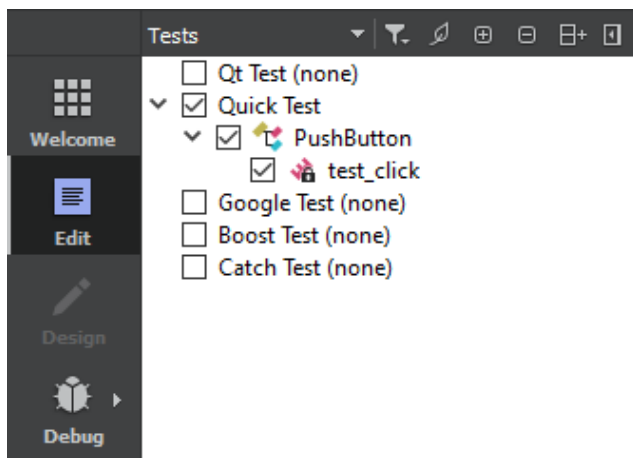 Tests
Qt Test (none)
Quick Test
PushButton
test_click
Google Test (none)
Boost Test (none)
Catch Test (none)
Welcome
Edit
Design
Debug